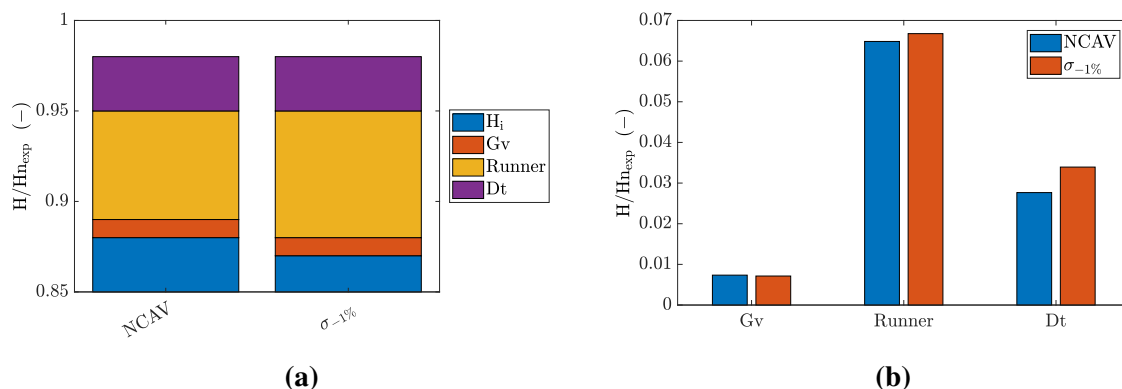 1
0.95
0.9
0.85
H/Hn_exp (−)
NCAV
σ_−1%
H_i
Gv
Runner
Dt
(a)
0.07
0.06
0.05
0.04
0.03
0.02
0.01
0
H/Hn_exp (−)
Gv
Runner
Dt
NCAV
σ_−1%
(b)